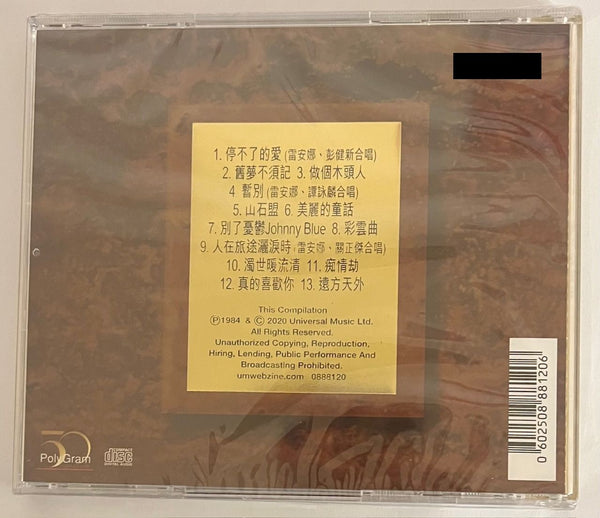 1. 停不了的愛 (雷安娜、彭健新合唱)
2. 舊夢不須記 3. 做個木頭人
4. 暫別 (雷安娜、譚詠麟合唱)
5. 山石盟 6. 美麗的童話
7. 別了憂鬱Johnny Blue 8. 彩雲曲
9. 人在旅途灑淚時 (雷安娜、關正傑合唱)
10. 濁世暖流清 11. 痴情劫
12. 真的喜歡你 13. 遠方天外
This Compilation
Ⓟ1984 & © 2020 Universal Music Ltd.
All Rights Reserved.
Unauthorized Copying, Reproduction,
Hiring, Lending, Public Performance And
Broadcasting Prohibited.
umwebzine.com 0888120
50
PolyGram
COMPACT
disc
DIGITAL AUDIO
0 602508 881206